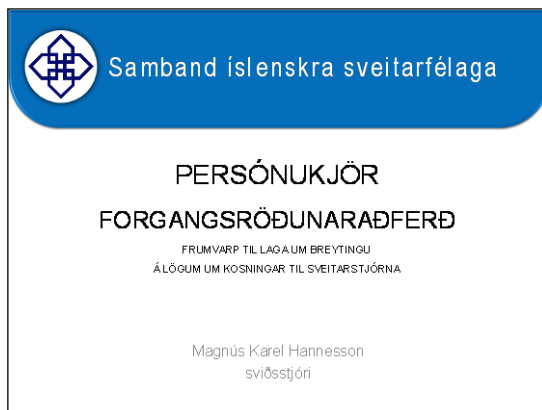 Samband íslenskra sveitarfélaga
PERSÓNUKJÖR
FORGANGSRÖÐUNARAÐFERÐ
FRUMVARP TIL LAGA UM BREYTINGU
Á LÖGUM UM KOSNINGAR TIL SVEITARSTJÓRNA
Magnús Karel Hannesson
sviðsstjóri